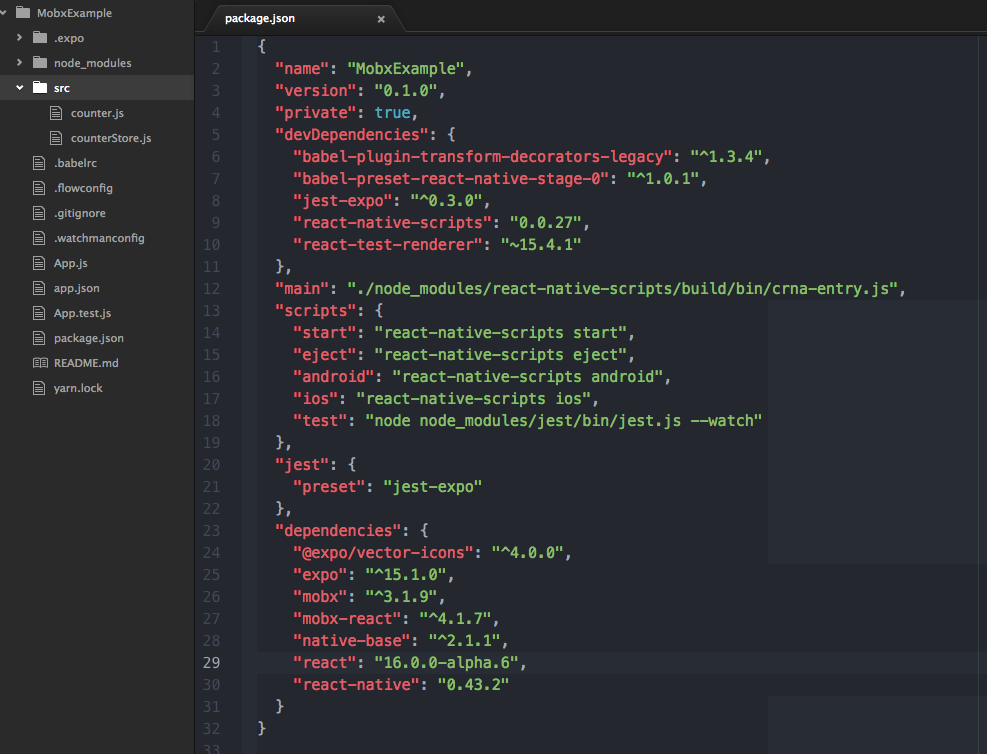 MobxExample
.expo
node_modules
src
counter.js
counterStore.js
.babelrc
.flowconfig
.gitignore
.watchmanconfig
App.js
app.json
App.test.js
package.json
README.md
yarn.lock
package.json ×
1 {
2 "name": "MobxExample",
3 "version": "0.1.0",
4 "private": true,
5 "devDependencies": {
6 "babel-plugin-transform-decorators-legacy": "^1.3.4",
7 "babel-preset-react-native-stage-0": "^1.0.1",
8 "jest-expo": "^0.3.0",
9 "react-native-scripts": "0.0.27",
10 "react-test-renderer": "~15.4.1"
11 },
12 "main": "./node_modules/react-native-scripts/build/bin/crna-entry.js",
13 "scripts": {
14 "start": "react-native-scripts start",
15 "eject": "react-native-scripts eject",
16 "android": "react-native-scripts android",
17 "ios": "react-native-scripts ios",
18 "test": "node node_modules/jest/bin/jest.js --watch"
19 },
20 "jest": {
21 "preset": "jest-expo"
22 },
23 "dependencies": {
24 "@expo/vector-icons": "^4.0.0",
25 "expo": "^15.1.0",
26 "mobx": "^3.1.9",
27 "mobx-react": "^4.1.7",
28 "native-base": "^2.1.1",
29 "react": "16.0.0-alpha.6",
30 "react-native": "0.43.2"
31 }
32 }
33